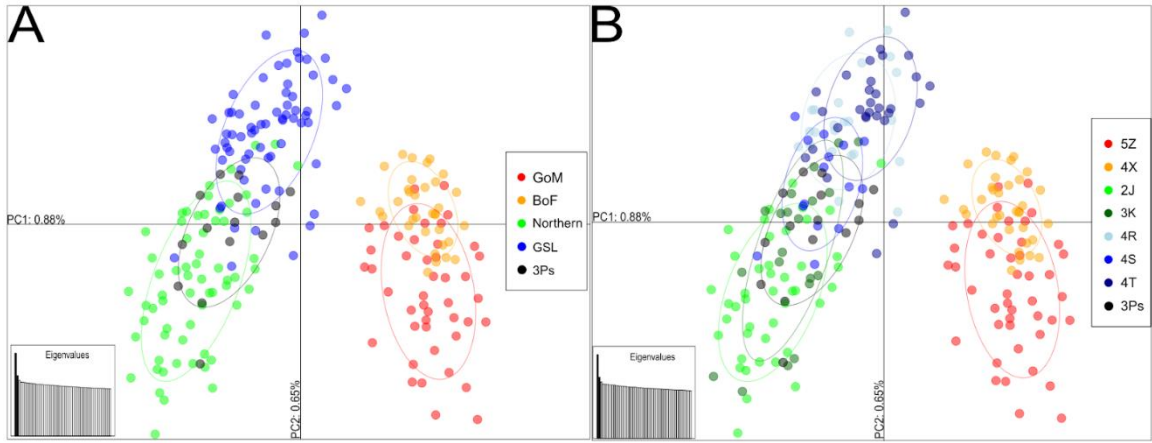 A
PC1: 0.88%
PC2: 0.65%
Eigenvalues
GoM
BoF
Northern
GSL
3Ps
B
PC1: 0.88%
PC2: 0.65%
Eigenvalues
5Z
4X
2J
3K
4R
4S
4T
3Ps